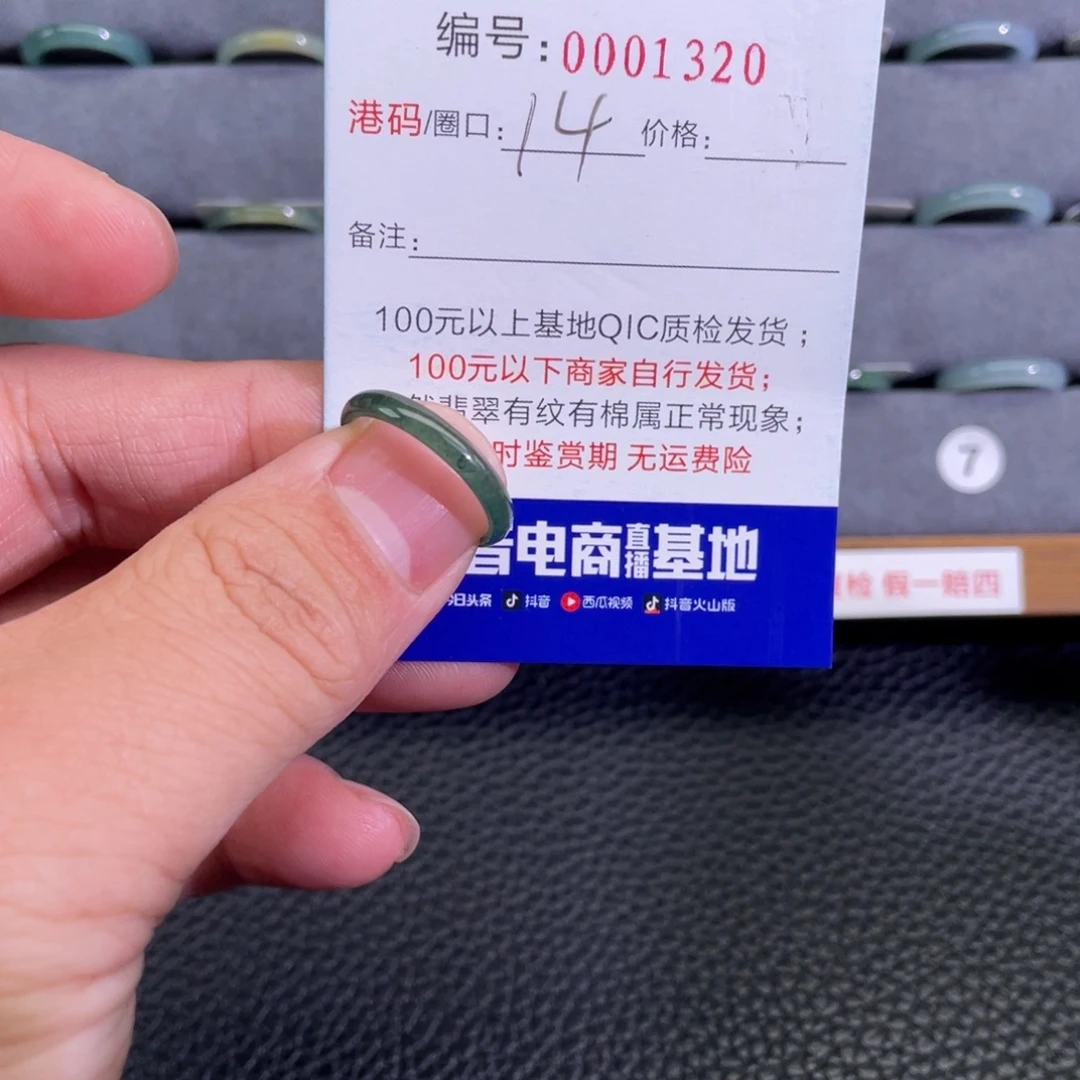 编号:0001320
港码/圈口:14 价格:
备注:
100元以上基地QIC质检发货;
100元以下商家自行发货;
翡翠有纹有棉属正常现象;
时鉴赏期 无运费险
音电商直播基地
日头条 抖音 西瓜视频 抖音火山版
7
检 假一赔四